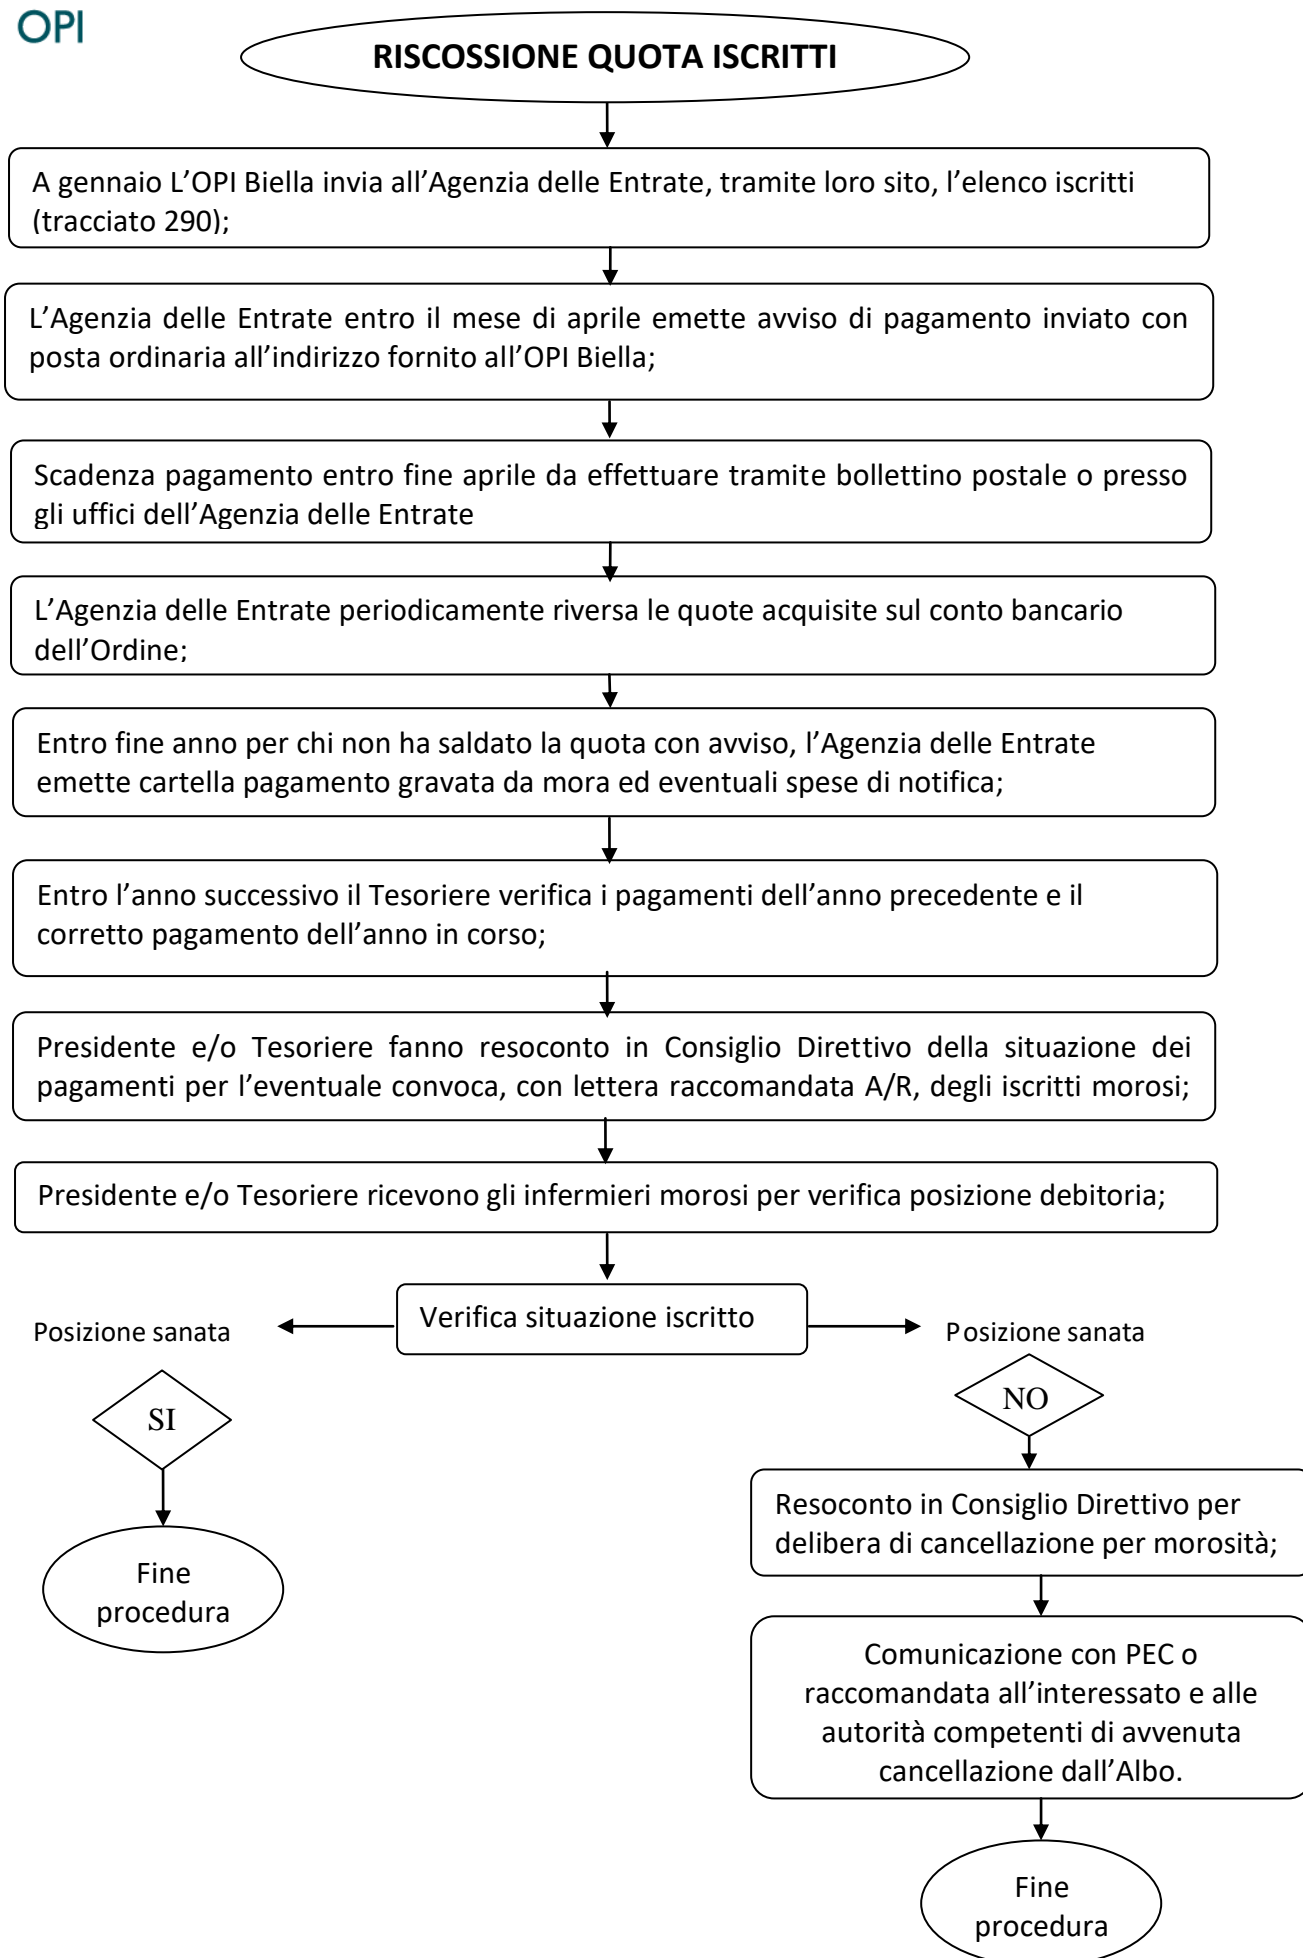 OPI
RISCOSSIONE QUOTA ISCRITTI
A gennaio L’OPI Biella invia all’Agenzia delle Entrate, tramite loro sito, l’elenco iscritti
(tracciato 290);
L’Agenzia delle Entrate entro il mese di aprile emette avviso di pagamento inviato con
posta ordinaria all’indirizzo fornito all’OPI Biella;
Scadenza pagamento entro fine aprile da effettuare tramite bollettino postale o presso
gli uffici dell’Agenzia delle Entrate
L’Agenzia delle Entrate periodicamente riversa le quote acquisite sul conto bancario
dell’Ordine;
Entro fine anno per chi non ha saldato la quota con avviso, l’Agenzia delle Entrate
emette cartella pagamento gravata da mora ed eventuali spese di notifica;
Entro l’anno successivo il Tesoriere verifica i pagamenti dell’anno precedente e il
corretto pagamento dell’anno in corso;
Presidente e/o Tesoriere fanno resoconto in Consiglio Direttivo della situazione dei
pagamenti per l’eventuale convoca, con lettera raccomandata A/R, degli iscritti morosi;
Presidente e/o Tesoriere ricevono gli infermieri morosi per verifica posizione debitoria;
Verifica situazione iscritto
Posizione sanata
Posizione sanata
SI
NO
Resoconto in Consiglio Direttivo per
delibera di cancellazione per morosità;
Fine
procedura
Comunicazione con PEC o
raccomandata all’interessato e alle
autorità competenti di avvenuta
cancellazione dall’Albo.
Fine
procedura